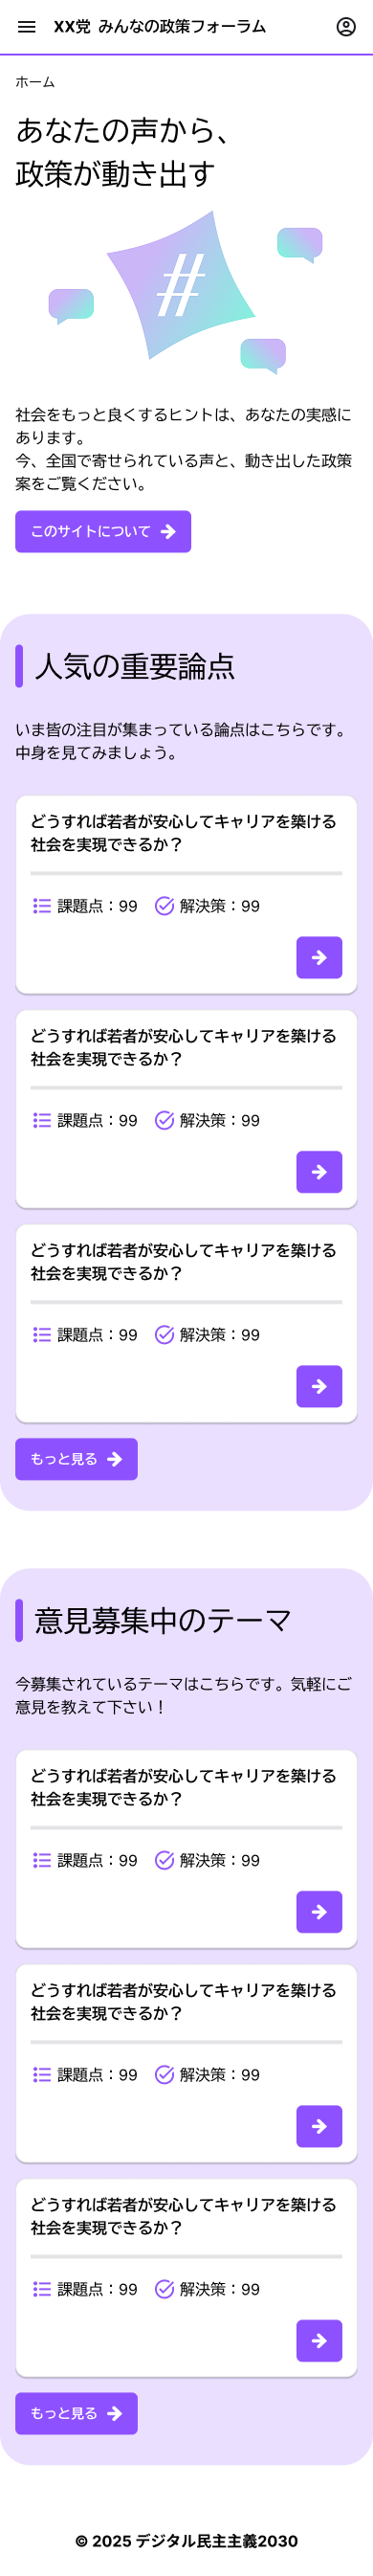 XX党 みんなの政策フォーラム
ホーム
あなたの声から、
政策が動き出す
#
社会をもっと良くするヒントは、あなたの実感に
あります。
今、全国で寄せられている声と、動き出した政策
案をご覧ください。
このサイトについて
人気の重要論点
いま皆の注目が集まっている論点はこちらです。
中身を見てみましょう。
どうすれば若者が安心してキャリアを築ける
社会を実現できるか？
課題点：99 解決策：99
どうすれば若者が安心してキャリアを築ける
社会を実現できるか？
課題点：99 解決策：99
どうすれば若者が安心してキャリアを築ける
社会を実現できるか？
課題点：99 解決策：99
もっと見る
意見募集中のテーマ
今募集されているテーマはこちらです。気軽にご
意見を教えて下さい！
どうすれば若者が安心してキャリアを築ける
社会を実現できるか？
課題点：99 解決策：99
どうすれば若者が安心してキャリアを築ける
社会を実現できるか？
課題点：99 解決策：99
どうすれば若者が安心してキャリアを築ける
社会を実現できるか？
課題点：99 解決策：99
もっと見る
© 2025 デジタル民主主義2030